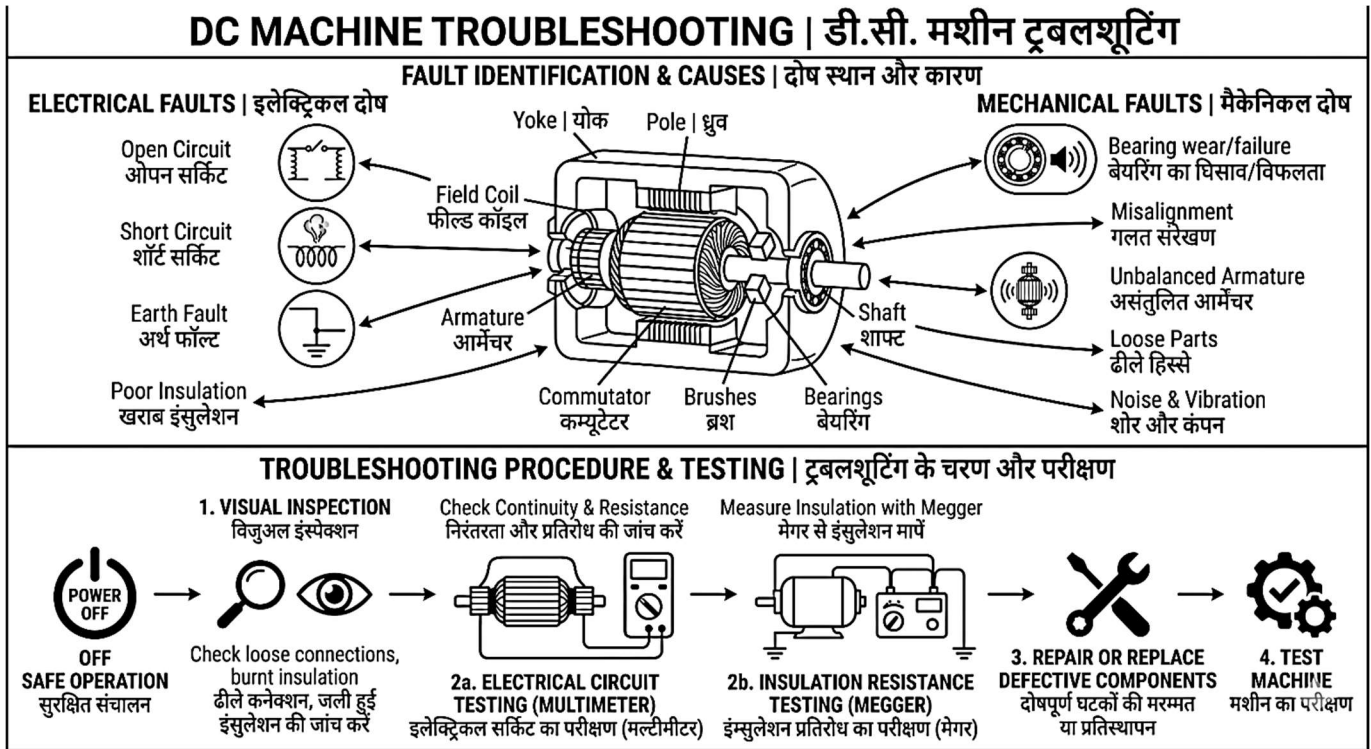 DC MACHINE TROUBLESHOOTING | डी.सी. मशीन ट्रबलशूटिंग
FAULT IDENTIFICATION & CAUSES | दोष स्थान और कारण
ELECTRICAL FAULTS | इलेक्ट्रिकल दोष
Open Circuit
ओपन सर्किट
Short Circuit
शॉर्ट सर्किट
Earth Fault
अर्थ फॉल्ट
Poor Insulation
खराब इंसुलेशन
Yoke | योक
Pole | ध्रुव
Field Coil
फील्ड कॉइल
Armature
आर्मेचर
Commutator
कम्यूटेटर
Brushes
ब्रश
Bearings
बेयरिंग
Shaft
शाफ्ट
MECHANICAL FAULTS | मैकेनिकल दोष
Bearing wear/failure
बेयरिंग का घिसाव/विफलता
Misalignment
गलत संरेखण
Unbalanced Armature
असंतुलित आर्मेंचर
Loose Parts
ढीले हिस्से
Noise & Vibration
शोर और कंपन
TROUBLESHOOTING PROCEDURE & TESTING | ट्रबलशूटिंग के चरण और परीक्षण
POWER
OFF
OFF
SAFE OPERATION
सुरक्षित संचालन
1. VISUAL INSPECTION
विजुअल इंस्पेक्शन
Check loose connections,
burnt insulation
ढीले कनेक्शन, जली हुई
इंसुलेशन की जांच करें
Check Continuity & Resistance
निरंतरता और प्रतिरोध की जांच करें
2a. ELECTRICAL CIRCUIT
TESTING (MULTIMETER)
इलेक्ट्रिकल सर्किट का परीक्षण (मल्टीमीटर)
Measure Insulation with Megger
मेगर से इंसुलेशन मापें
2b. INSULATION RESISTANCE
TESTING (MEGGER)
इंम्सुलेशन प्रतिरोध का परीक्षण (मेगर)
3. REPAIR OR REPLACE
DEFECTIVE COMPONENTS
दोषपूर्ण घटकों की मरम्मत
या प्रतिस्थापन
4. TEST
MACHINE
मशीन का परीक्षण